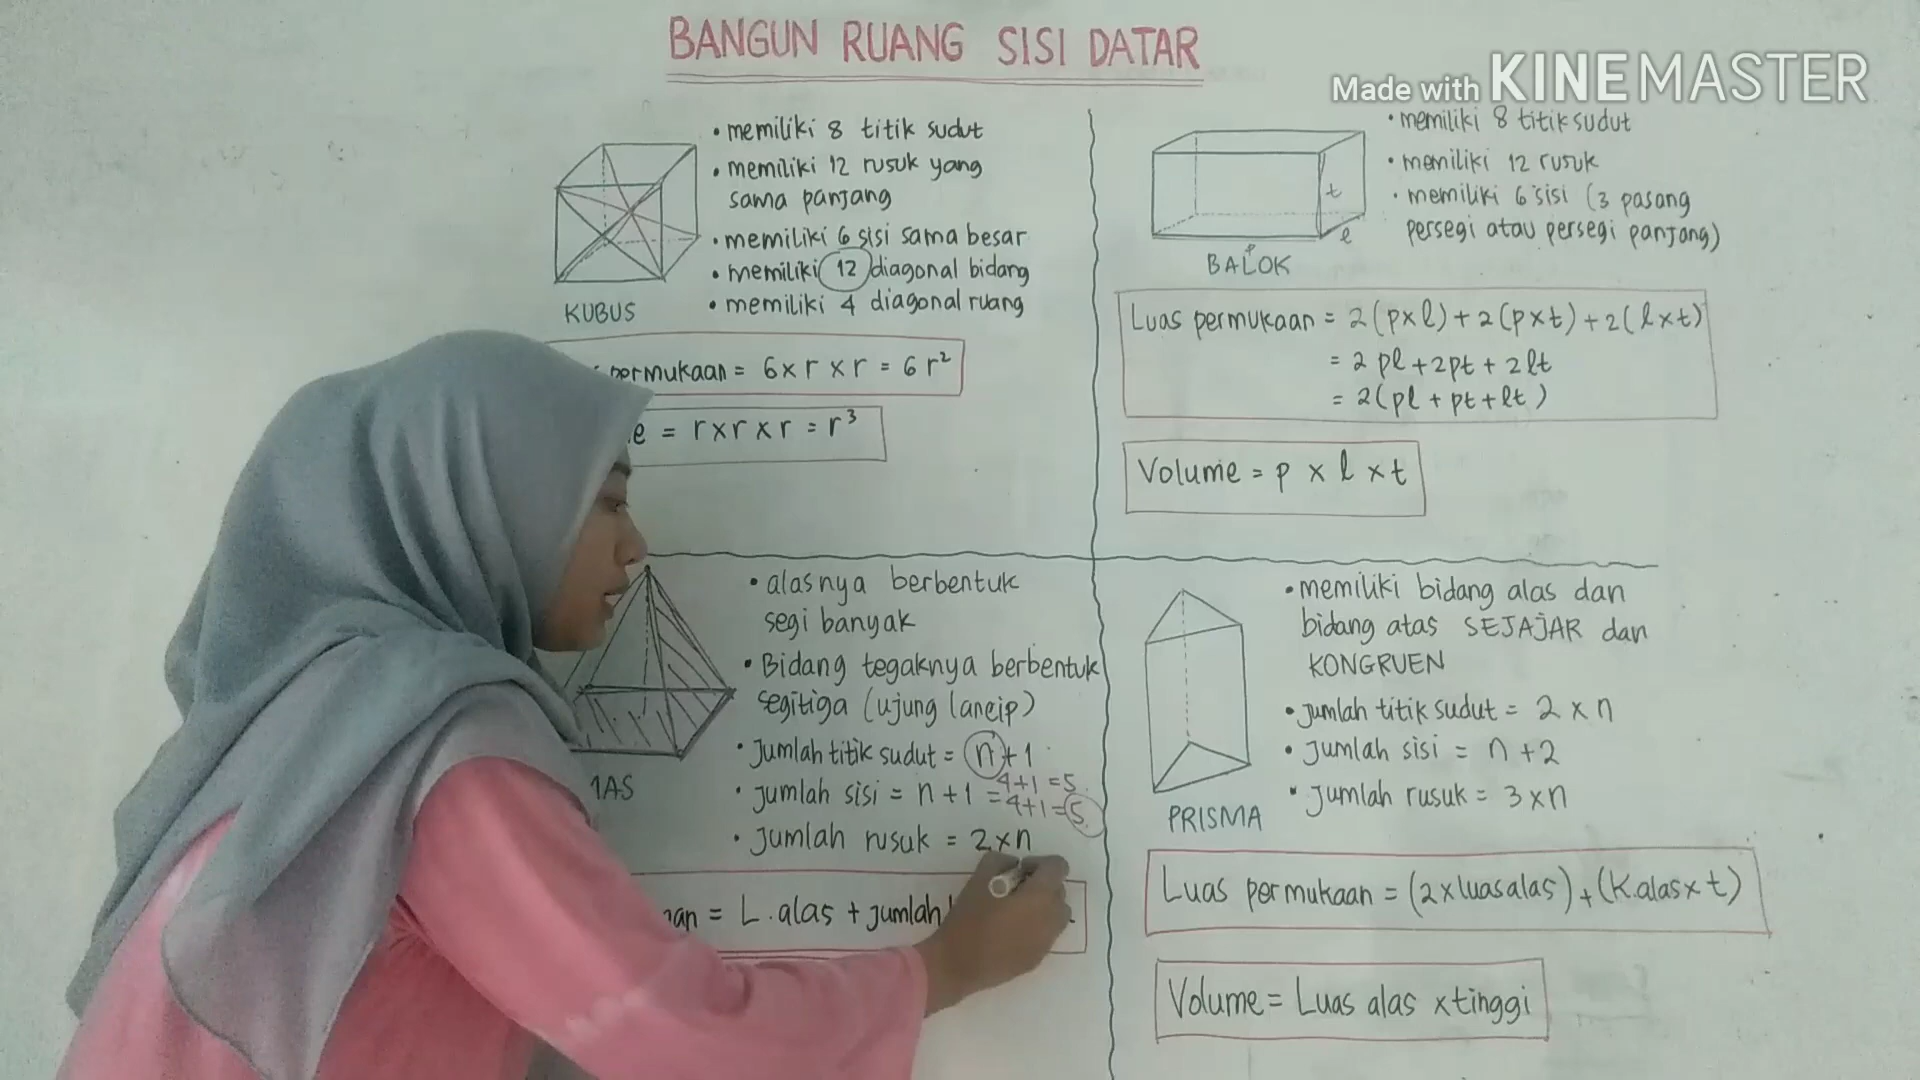 BANGUN RUANG SISI DATAR
Made with KINEMASTER
• memiliki 8 titik sudut
• memiliki 12 rusuk yang
sama panjang
• memiliki 6 sisi sama besar
• memiliki 12 diagonal bidang
• memiliki 4 diagonal ruang
KUBUS
permukaan = 6 x r x r = 6 r²
= r x r x r = r³
• memiliki 8 titik sudut
• memiliki 12 rusuk
• memiliki 6 sisi (3 pasang
persegi atau persegi panjang)
t
l
p
BALOK
Luas permukaan = 2 (p x l) + 2 (p x t) + 2 (l x t)
= 2 pl + 2pt + 2 lt
= 2 (pl + pt + lt)
Volume = p x l x t
• alasnya berbentuk
segi banyak
• Bidang tegaknya berbentuk
segitiga (ujung lancip)
• Jumlah titik sudut = n + 1
4+1 = 5
• jumlah sisi = n + 1 = 4+1 = 5
• Jumlah rusuk = 2 x n
= L. alas + jumlah
• memiliki bidang alas dan
bidang atas SEJAJAR dan
KONGRUEN
• jumlah titik sudut = 2 x n
• jumlah sisi = n + 2
• jumlah rusuk = 3 x n
PRISMA
Luas permukaan = (2 x luas alas) + (K.alas x t)
Volume = Luas alas x tinggi